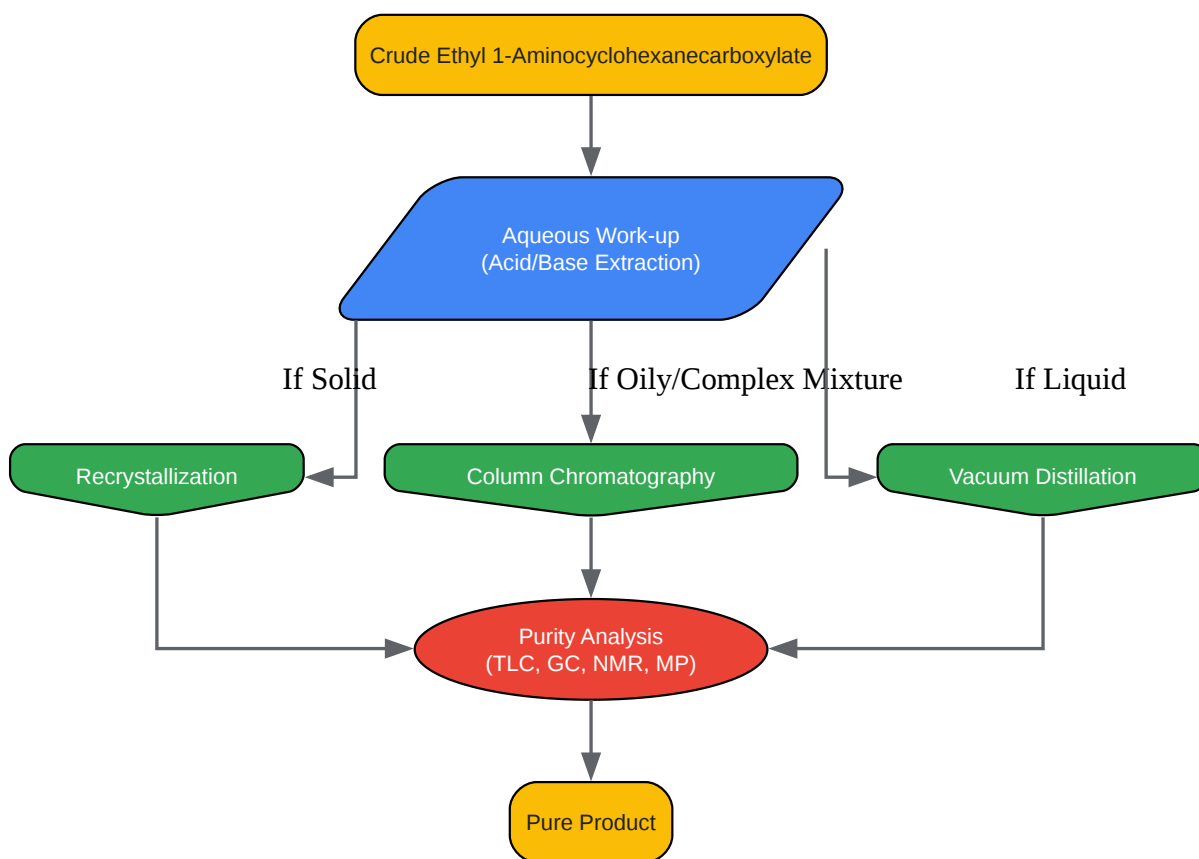 Crude Ethyl 1-Aminocyclohexanecarboxylate
Aqueous Work-up
(Acid/Base Extraction)
If Solid
If Oily/Complex Mixture
If Liquid
Recrystallization
Column Chromatography
Vacuum Distillation
Purity Analysis
(TLC, GC, NMR, MP)
Pure Product